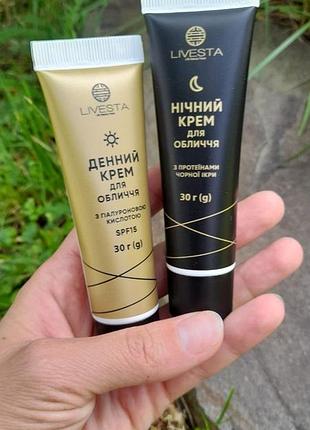 LIVESTA
ДЕННИЙ
КРЕМ
ДЛЯ
ОБЛИЧЧЯ
З ГІАЛУРОНОВОЮ
КИСЛОТОЮ
SPF15
30 г (g)
LIVESTA
НІЧНИЙ
КРЕМ
ДЛЯ
ОБЛИЧЧЯ
З ПРОТЕЇНАМИ
ЧОРНОЇ ІКРИ
30 г (g)